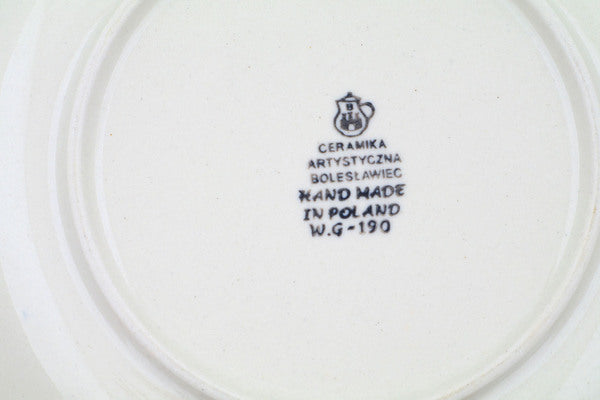 B
CERAMIKA
ARTYSTYCZNA
BOLESŁAWIEC
HAND MADE
IN POLAND
W.G-190